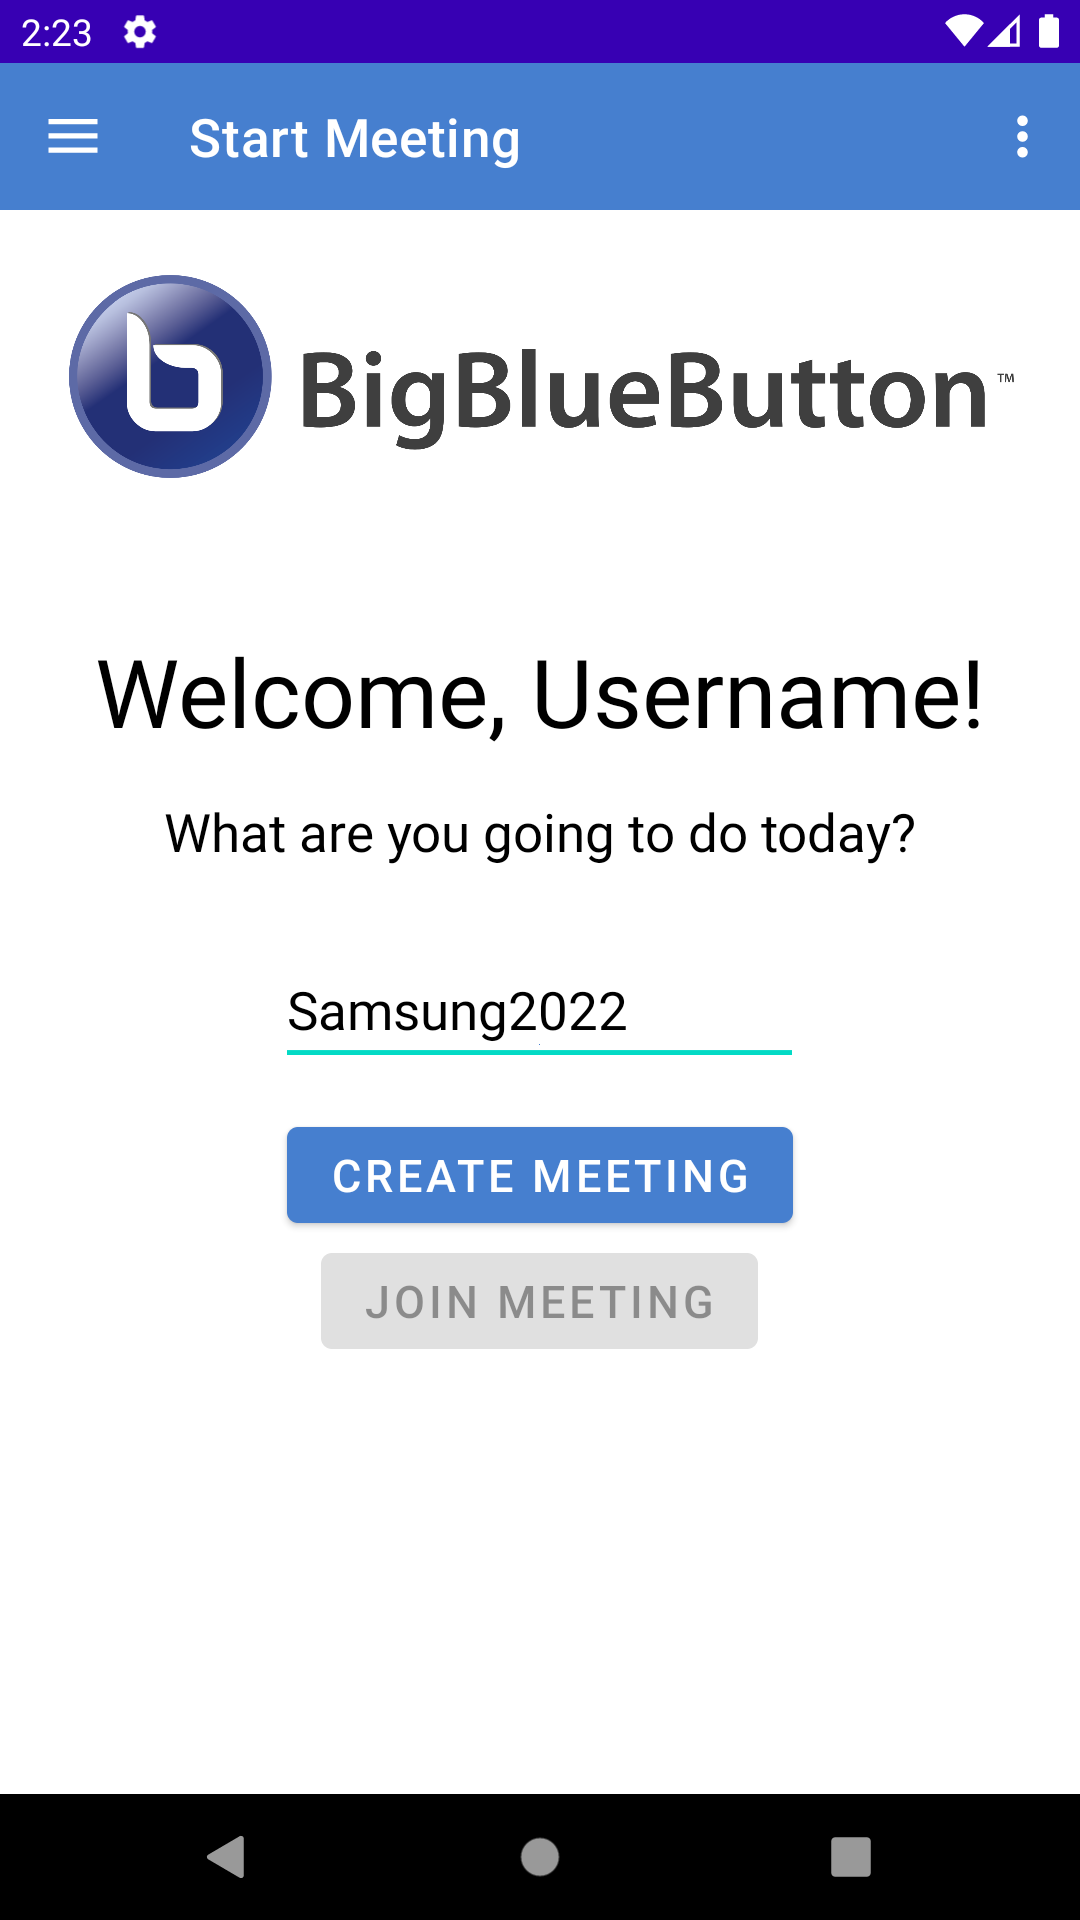 2:23
Start Meeting
BigBlueButton™
Welcome, Username!
What are you going to do today?
Samsung2022
CREATE MEETING
JOIN MEETING